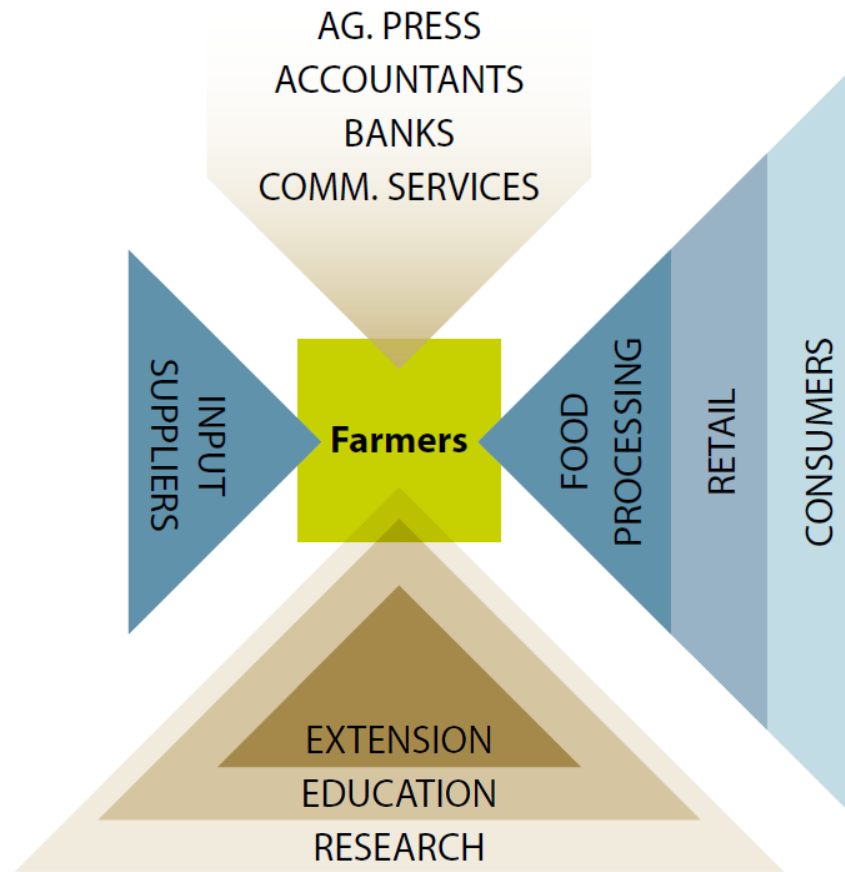 AG. PRESS
ACCOUNTANTS
BANKS
COMM. SERVICES
INPUT
SUPPLIERS
Farmers
FOOD
PROCESSING
RETAIL
CONSUMERS
EXTENSION
EDUCATION
RESEARCH